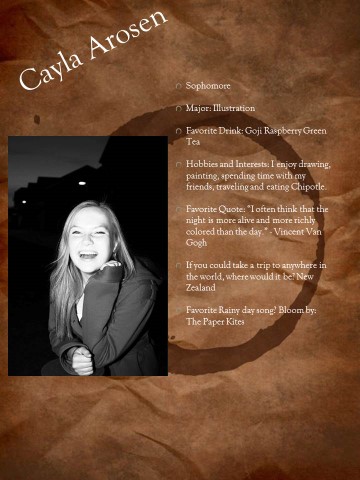 Cayla Arosen
Sophomore
Major: Illustration
Favorite Drink: Goji Raspberry Green
Tea
Hobbies and Interests: I enjoy drawing,
painting, spending time with my
friends, traveling and eating Chipotle.
Favorite Quote: "I often think that the
night is more alive and more richly
colored than the day." - Vincent Van
Gogh
If you could take a trip to anywhere in
the world, where would it be? New
Zealand
Favorite Rainy day song? Bloom by:
The Paper Kites